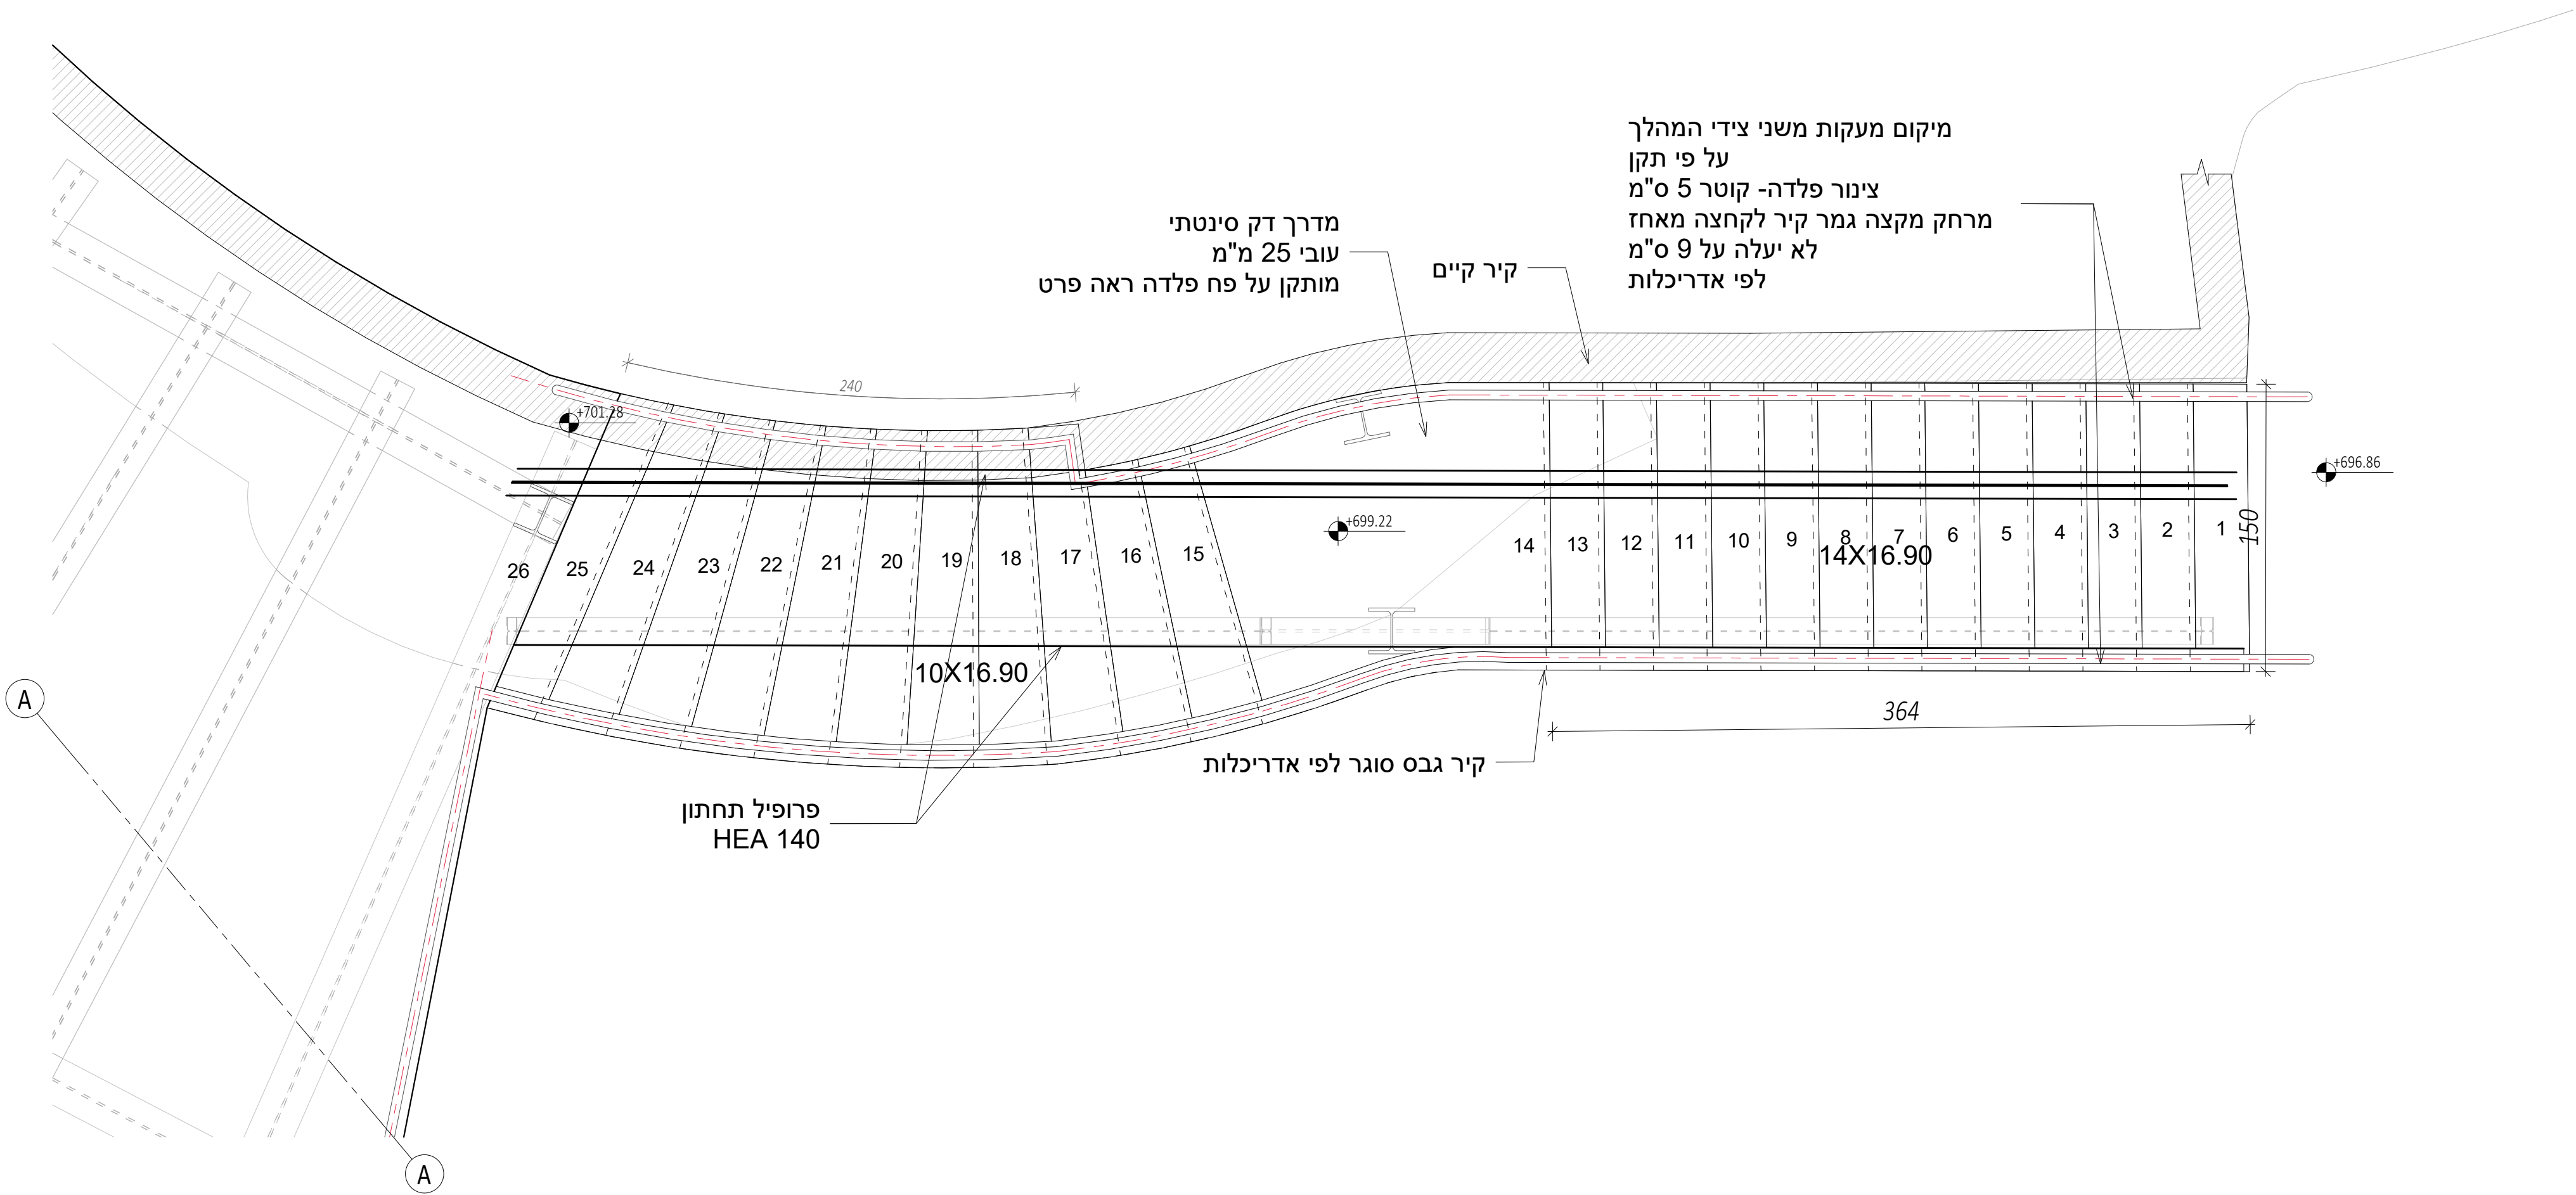 מיקום מעקות משני צידי המהלך
על פי תקן
צינור פלדה- קוטר 5 ס"מ
מרחק מקצה גמר קיר לקחצה מאחז
לא יעלה על 9 ס"מ
לפי אדריכלות
מדרך דק סינטטי
עובי 25 מ"מ
מותקן על פח פלדה ראה פרט
קיר קיים
240
+701.28
+696.86
+699.22
150
26 25 24 23 22 21 20 19 18 17 16 15 14 13 12 11 10 9 8 7 6 5 4 3 2 1
14X16.90
10X16.90
364
קיר גבס סוגר לפי אדריכלות
פרופיל תחתון
HEA 140
A
A